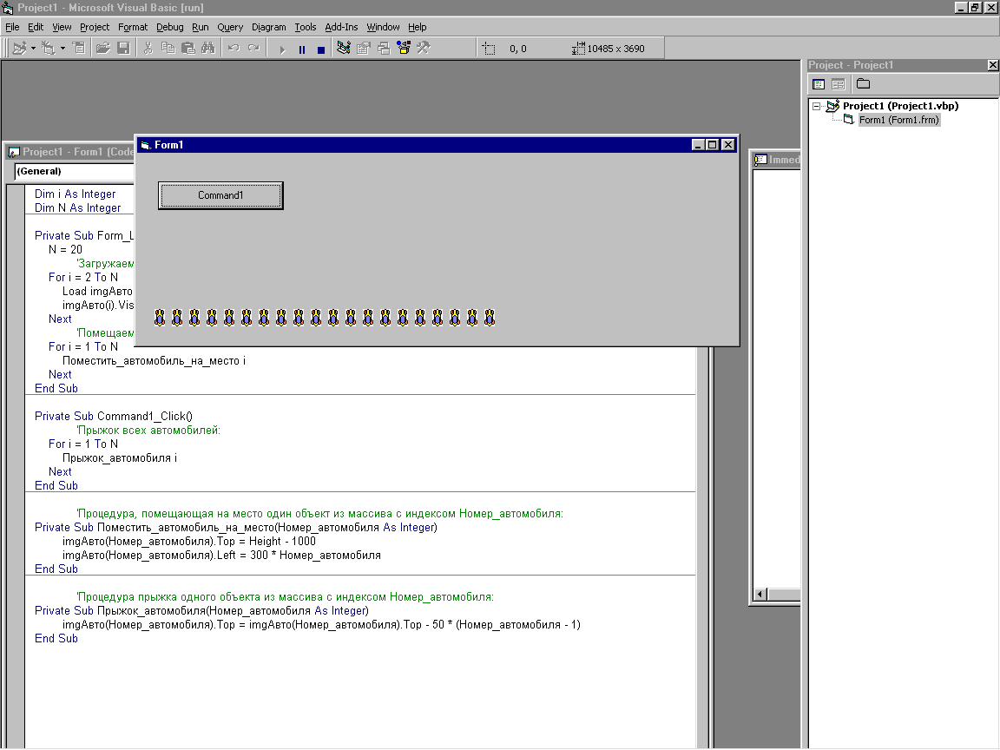 Project1 - Microsoft Visual Basic [run]
File Edit View Project Format Debug Run Query Diagram Tools Add-Ins Window Help
0, 0 10485 x 3690
Project - Project1
Project1 (Project1.vbp)
Form1 (Form1.frm)
Form1
Command1
Project1 - Form1 (Code
Immed
(General)
Dim i As Integer
Dim N As Integer
Private Sub Form_L
N = 20
'Загружаем
For i = 2 To N
Load imgАвто
imgАвто(i).Vis
Next
'Помещаем
For i = 1 To N
Поместить_автомобиль_на_место i
Next
End Sub
Private Sub Command1_Click()
'Прыжок всех автомобилей:
For i = 1 To N
Прыжок_автомобиля i
Next
End Sub
'Процедура, помещающая на место один объект из массива с индексом Номер_автомобиля:
Private Sub Поместить_автомобиль_на_место(Номер_автомобиля As Integer)
imgАвто(Номер_автомобиля).Top = Height - 1000
imgАвто(Номер_автомобиля).Left = 300 * Номер_автомобиля
End Sub
'Процедура прыжка одного объекта из массива с индексом Номер_автомобиля:
Private Sub Прыжок_автомобиля(Номер_автомобиля As Integer)
imgАвто(Номер_автомобиля).Top = imgАвто(Номер_автомобиля).Top - 50 * (Номер_автомобиля - 1)
End Sub